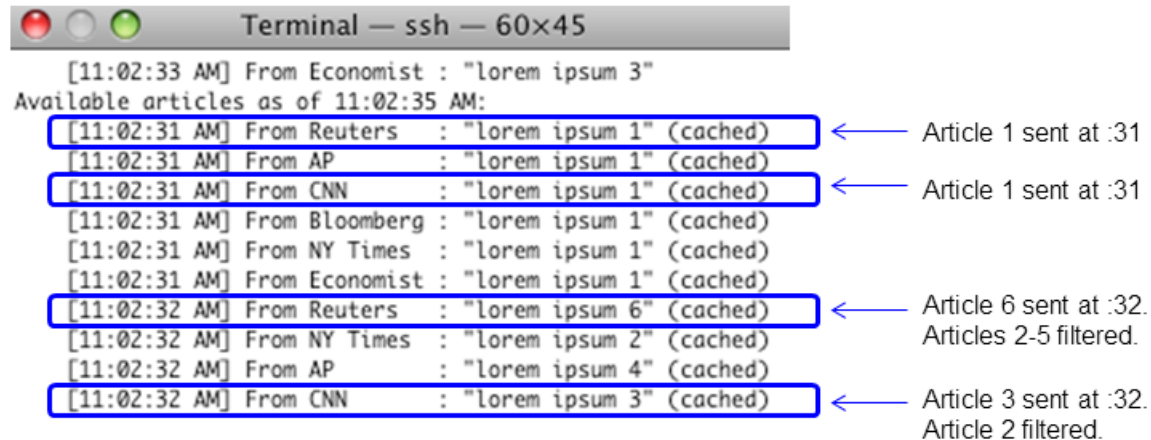 Terminal — ssh — 60×45
[11:02:33 AM] From Economist : "lorem ipsum 3"
Available articles as of 11:02:35 AM:
[11:02:31 AM] From Reuters : "lorem ipsum 1" (cached)
Article 1 sent at :31
[11:02:31 AM] From AP : "lorem ipsum 1" (cached)
[11:02:31 AM] From CNN : "lorem ipsum 1" (cached)
Article 1 sent at :31
[11:02:31 AM] From Bloomberg : "lorem ipsum 1" (cached)
[11:02:31 AM] From NY Times : "lorem ipsum 1" (cached)
[11:02:31 AM] From Economist : "lorem ipsum 1" (cached)
[11:02:32 AM] From Reuters : "lorem ipsum 6" (cached)
Article 6 sent at :32.
Articles 2-5 filtered.
[11:02:32 AM] From NY Times : "lorem ipsum 2" (cached)
[11:02:32 AM] From AP : "lorem ipsum 4" (cached)
[11:02:32 AM] From CNN : "lorem ipsum 3" (cached)
Article 3 sent at :32.
Article 2 filtered.